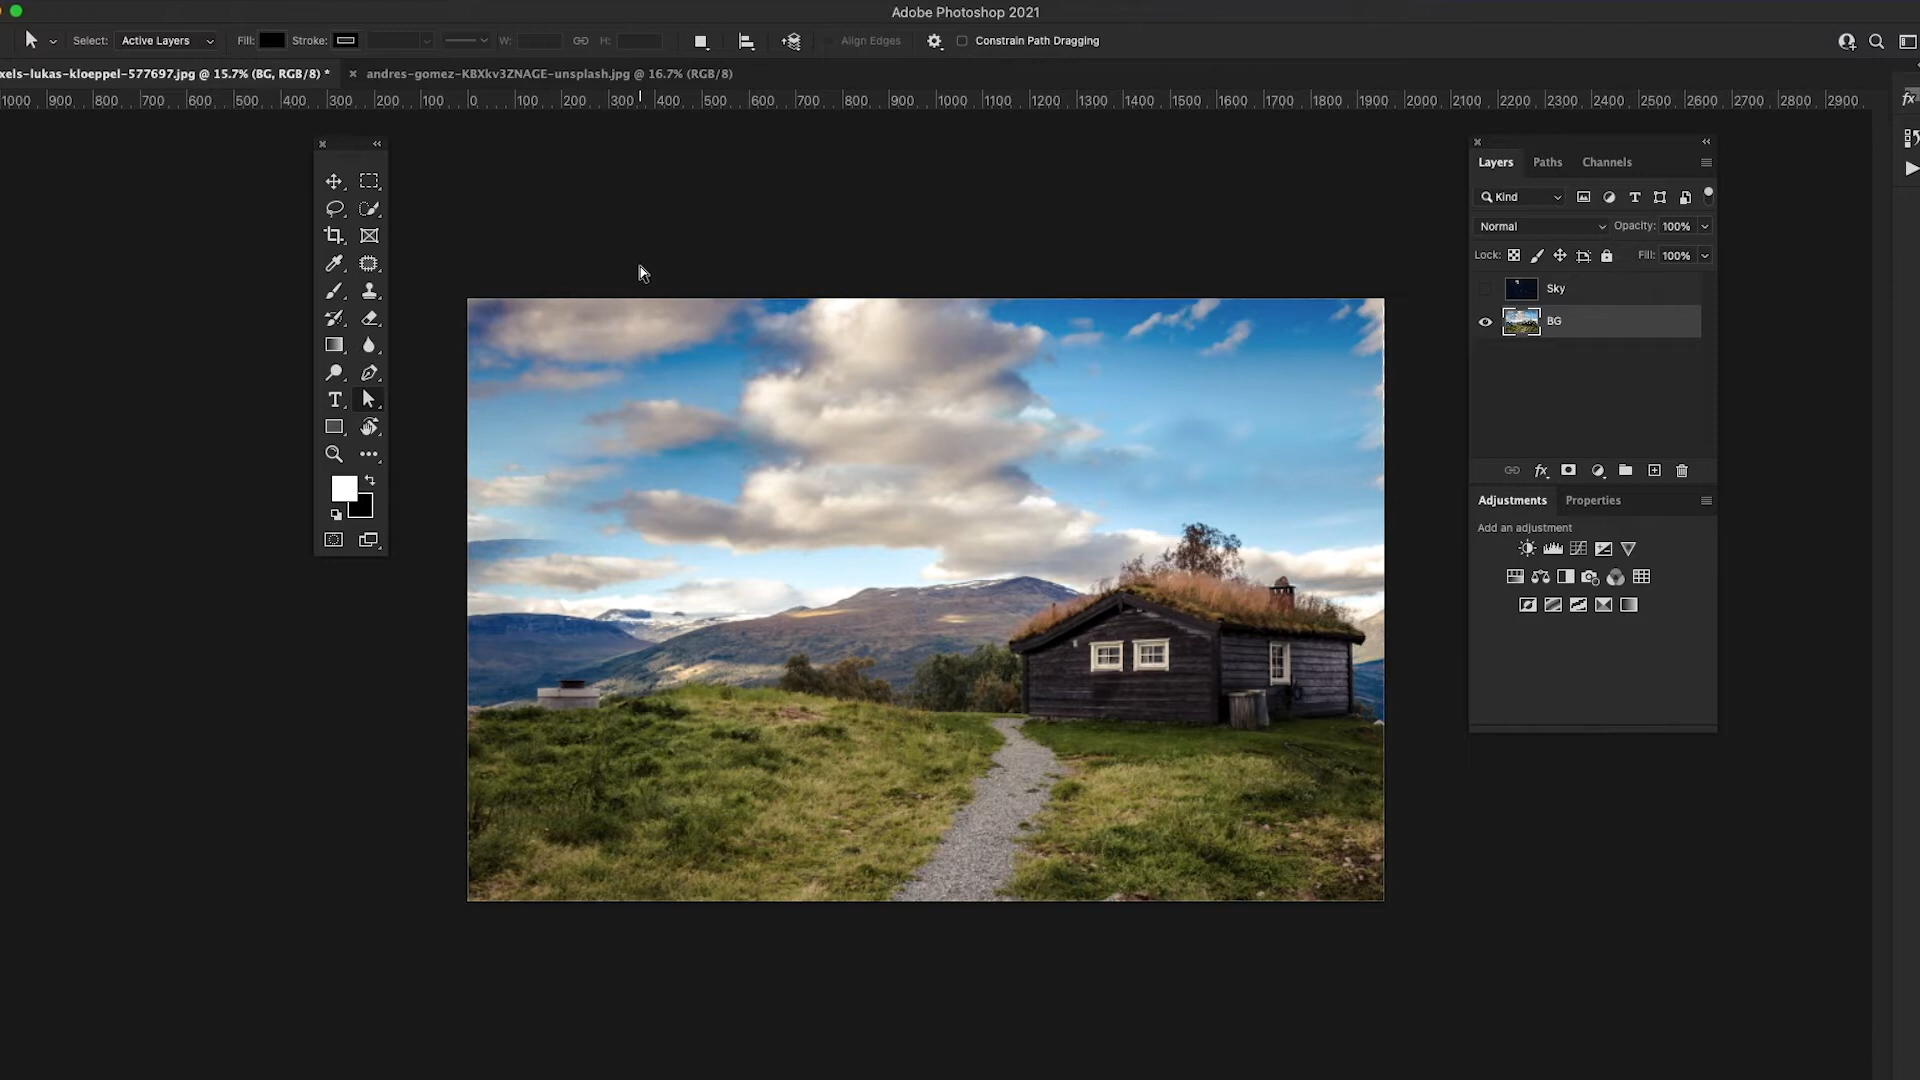 Adobe Photoshop 2021
Select: Active Layers Fill: Stroke: W: H: Align Edges Constrain Path Dragging
xels-lukas-kloeppel-577697.jpg @ 15.7% (BG, RGB/8) * × andres-gomez-KBXkv3ZNAGE-unsplash.jpg @ 16.7% (RGB/8)
1000 900 800 700 600 500 400 300 200 100 0 100 200 300 400 500 600 700 800 900 1000 1100 1200 1300 1400 1500 1600 1700 1800 1900 2000 2100 2200 2300 2400 2500 2600 2700 2800 2900
fx
Layers Paths Channels
Kind
Normal Opacity: 100%
Lock: Fill: 100%
Sky
BG
fx
Adjustments Properties
Add an adjustment